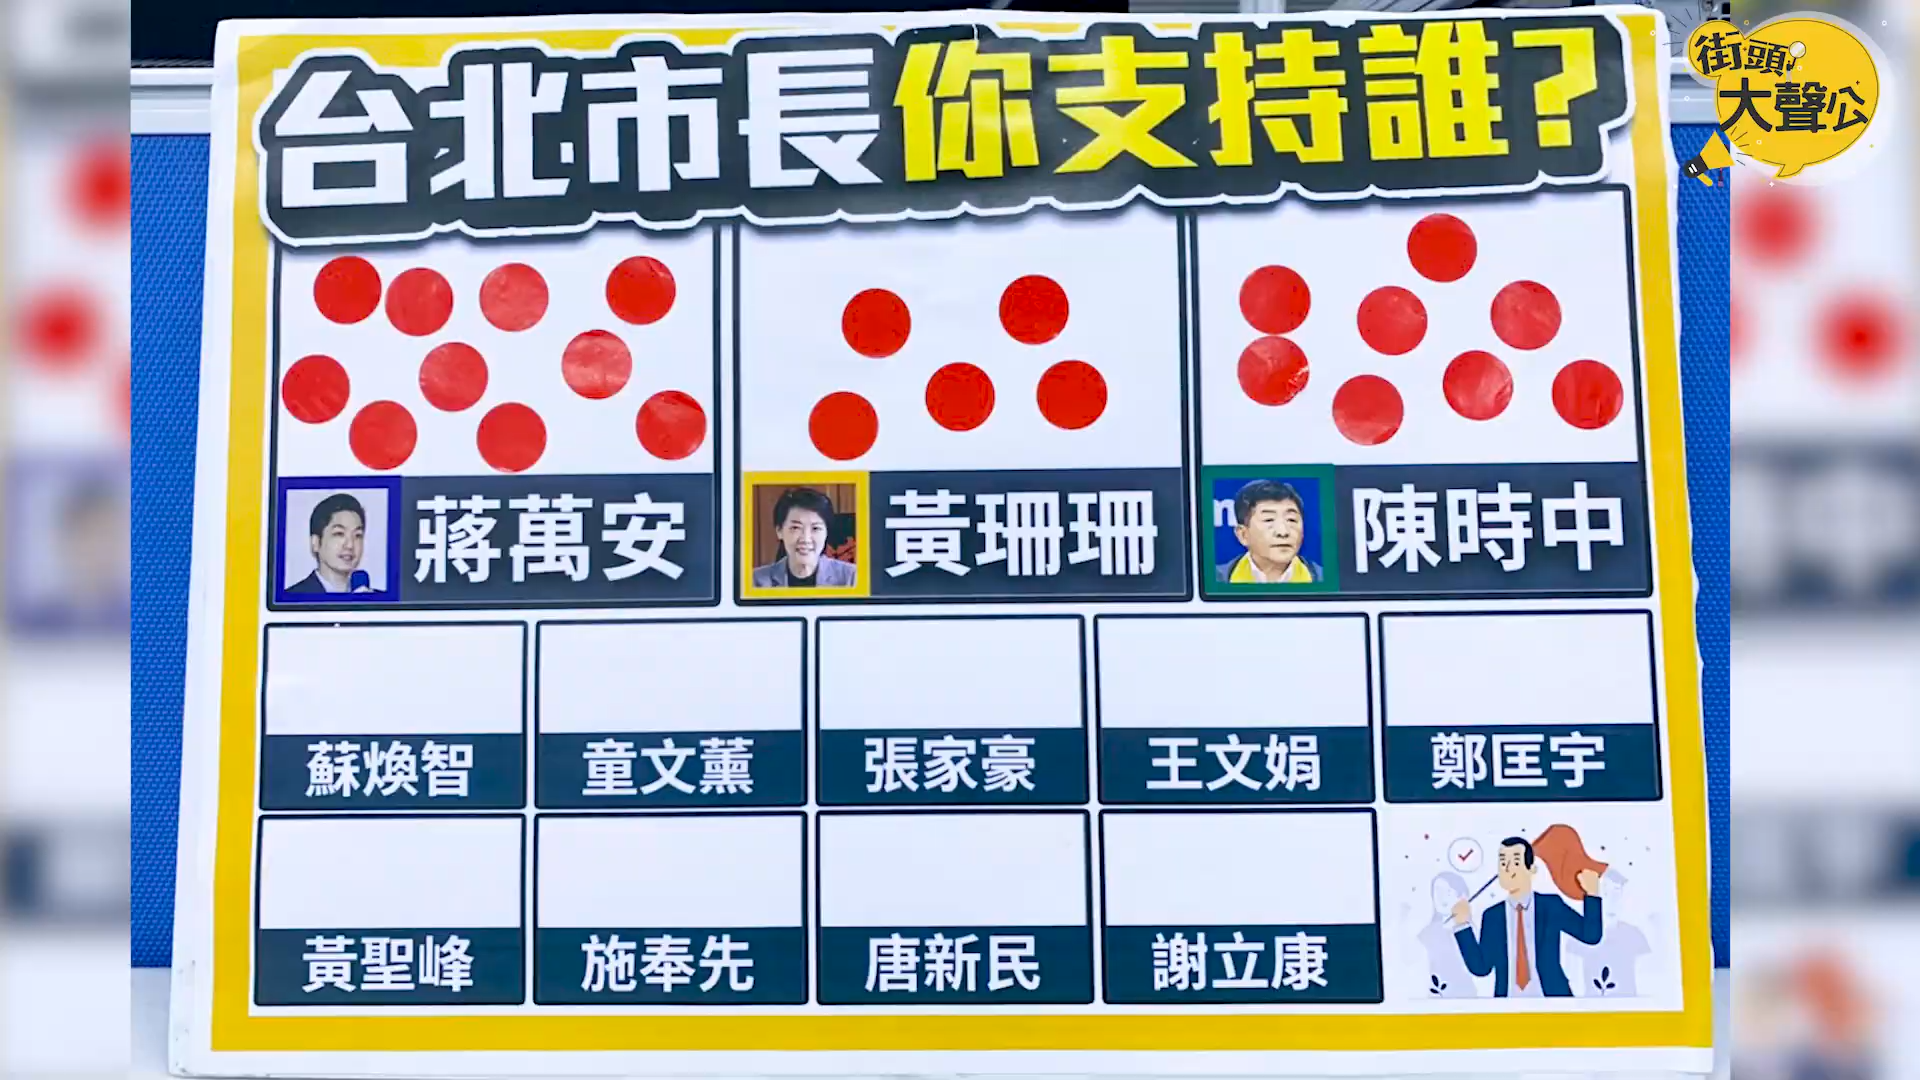 台北市長你支持誰?
街頭
大聲公
蔣萬安
黃珊珊
陳時中
蘇煥智
童文薰
張家豪
王文娟
鄭匡宇
黃聖峰
施奉先
唐新民
謝立康